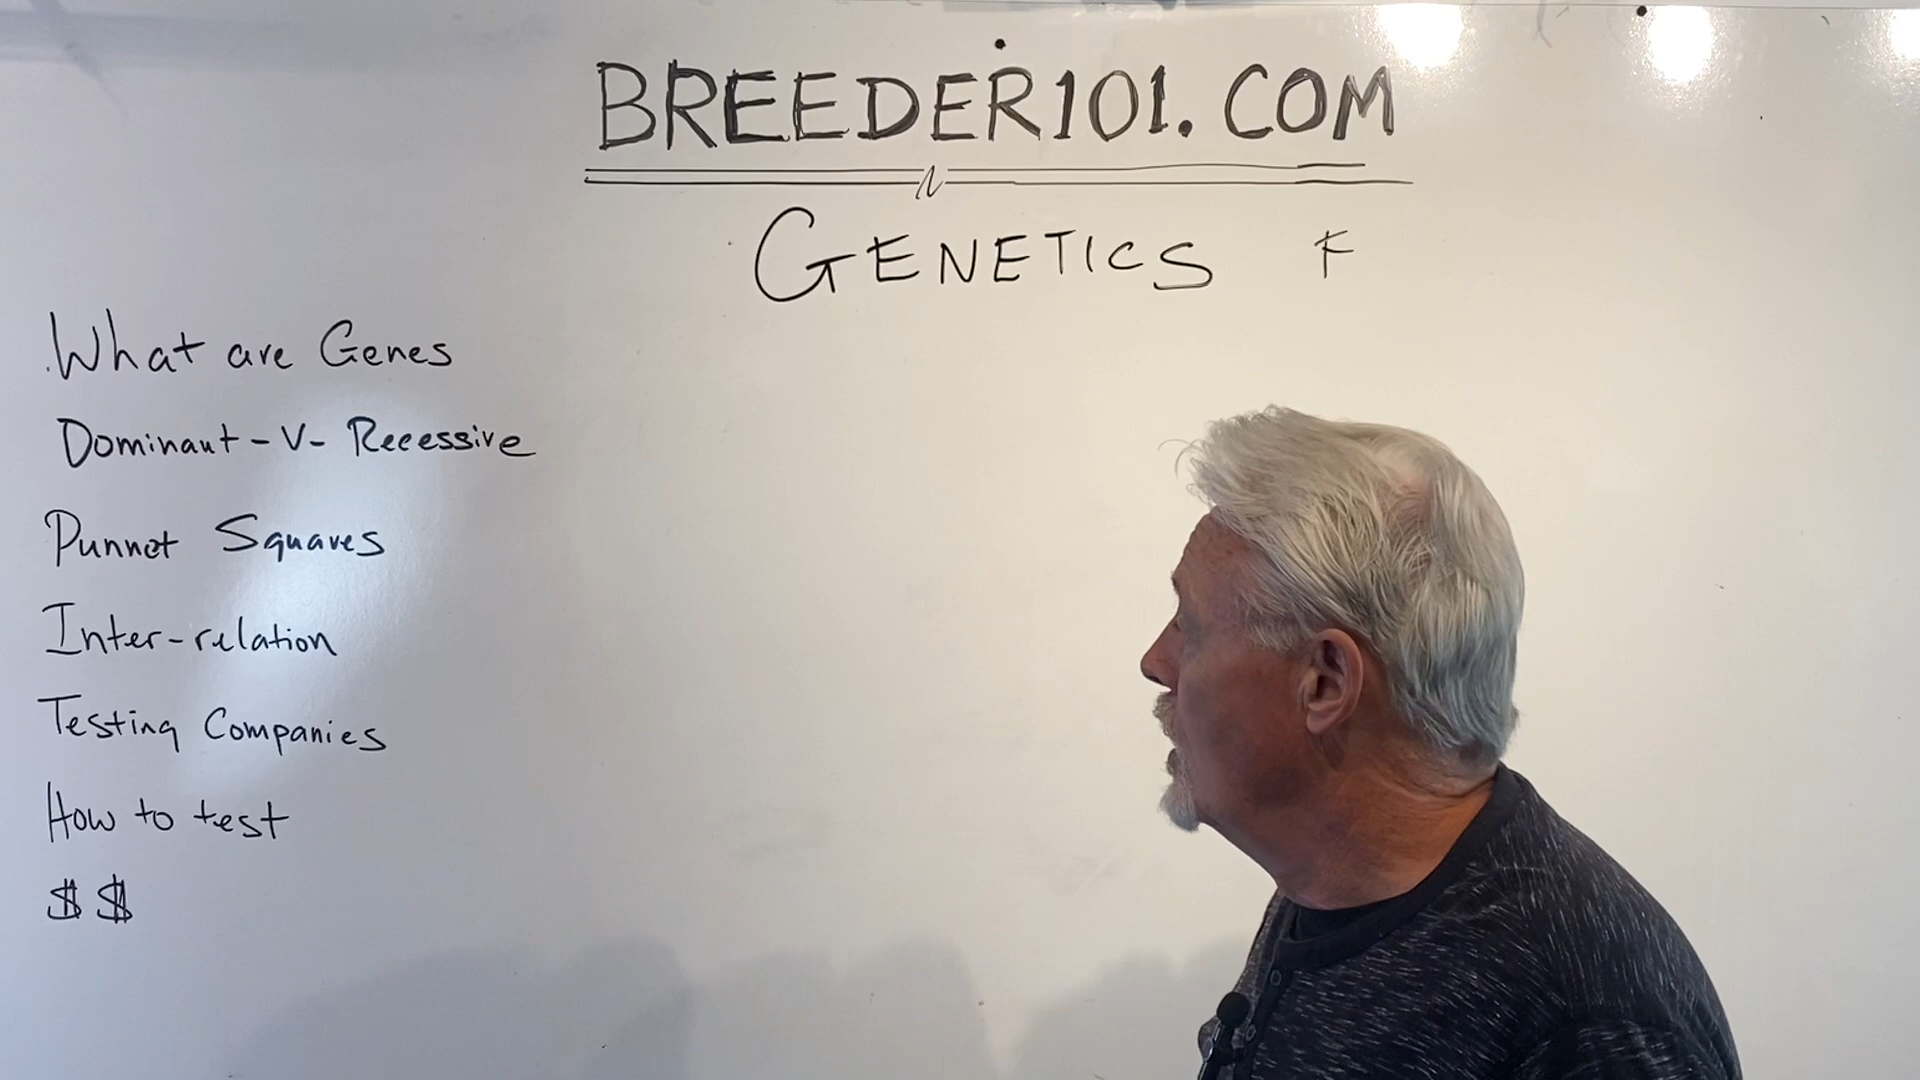 BREEDER101.COM
GENETICS F
What are Genes
Dominant-V-Recessive
Punnet Squares
Inter-relation
Testing Companies
How to test
$$